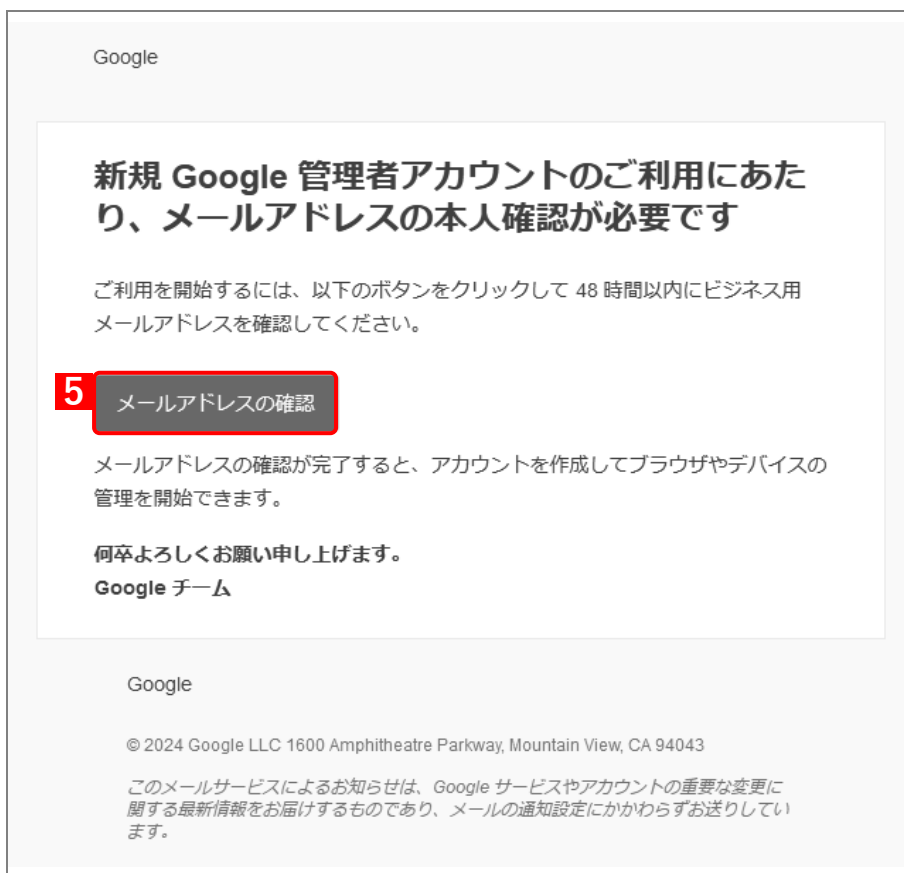 Google
新規 Google 管理者アカウントのご利用にあた
り、メールアドレスの本人確認が必要です
ご利用を開始するには、以下のボタンをクリックして 48 時間以内にビジネス用
メールアドレスを確認してください。
5
メールアドレスの確認
メールアドレスの確認が完了すると、アカウントを作成してブラウザやデバイスの
管理を開始できます。
何卒よろしくお願い申し上げます。
Google チーム
Google
© 2024 Google LLC 1600 Amphitheatre Parkway, Mountain View, CA 94043
このメールサービスによるお知らせは、Google サービスやアカウントの重要な変更に
関する最新情報をお届けするものであり、メールの通知設定にかかわらずお送りしてい
ます。